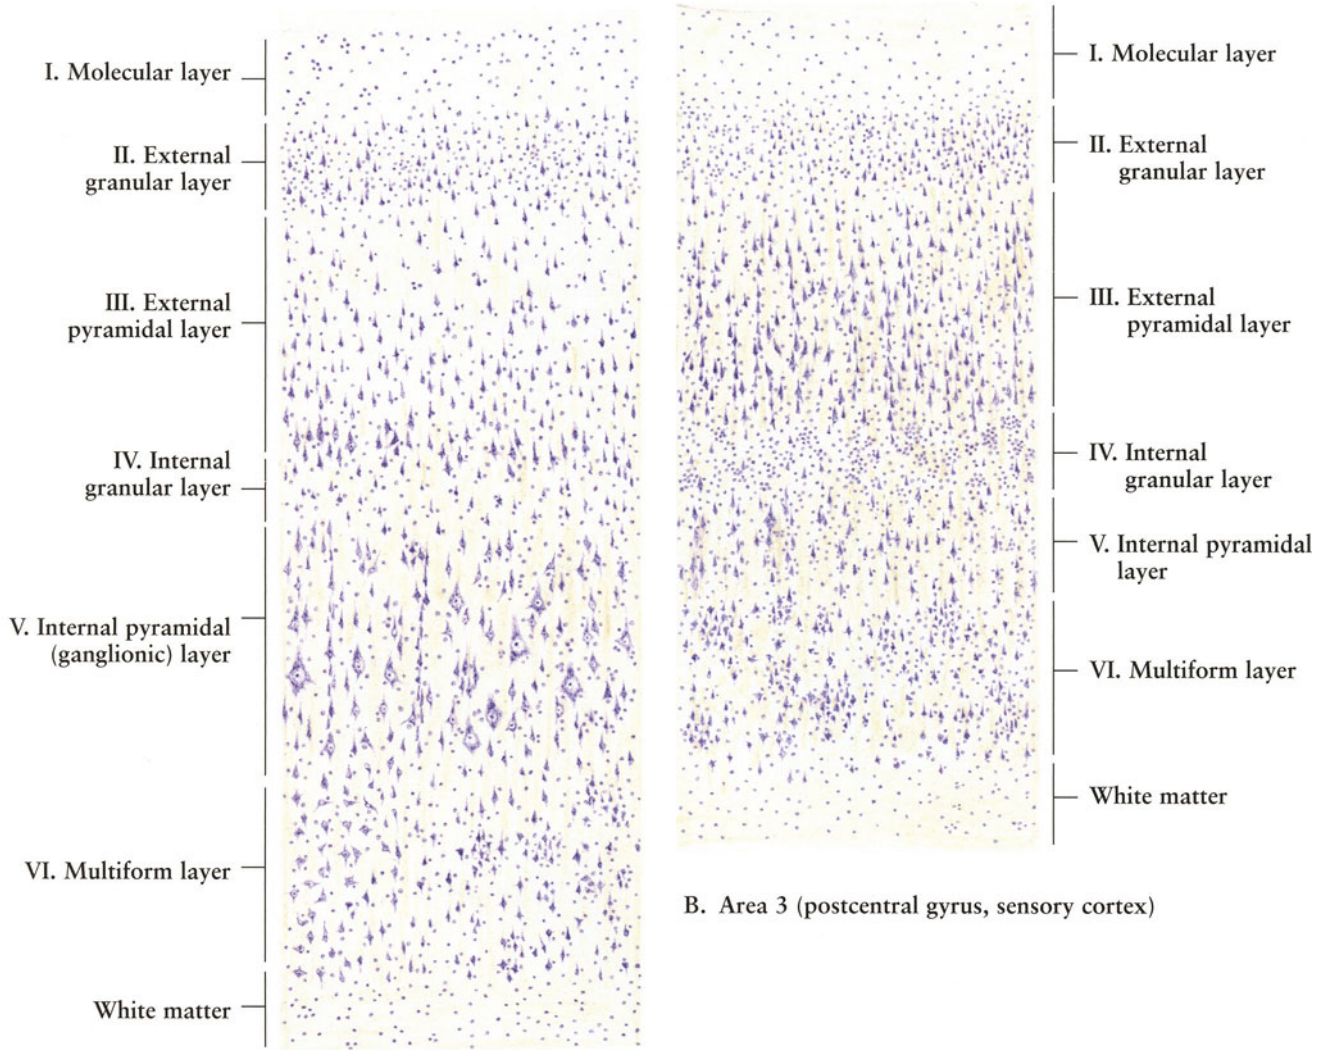 I. Molecular layer
II. External
granular layer
III. External
pyramidal layer
IV. Internal
granular layer
V. Internal pyramidal
(ganglionic) layer
VI. Multiform layer
White matter
I. Molecular layer
II. External
granular layer
III. External
pyramidal layer
IV. Internal
granular layer
V. Internal pyramidal
layer
VI. Multiform layer
White matter
B. Area 3 (postcentral gyrus, sensory cortex)